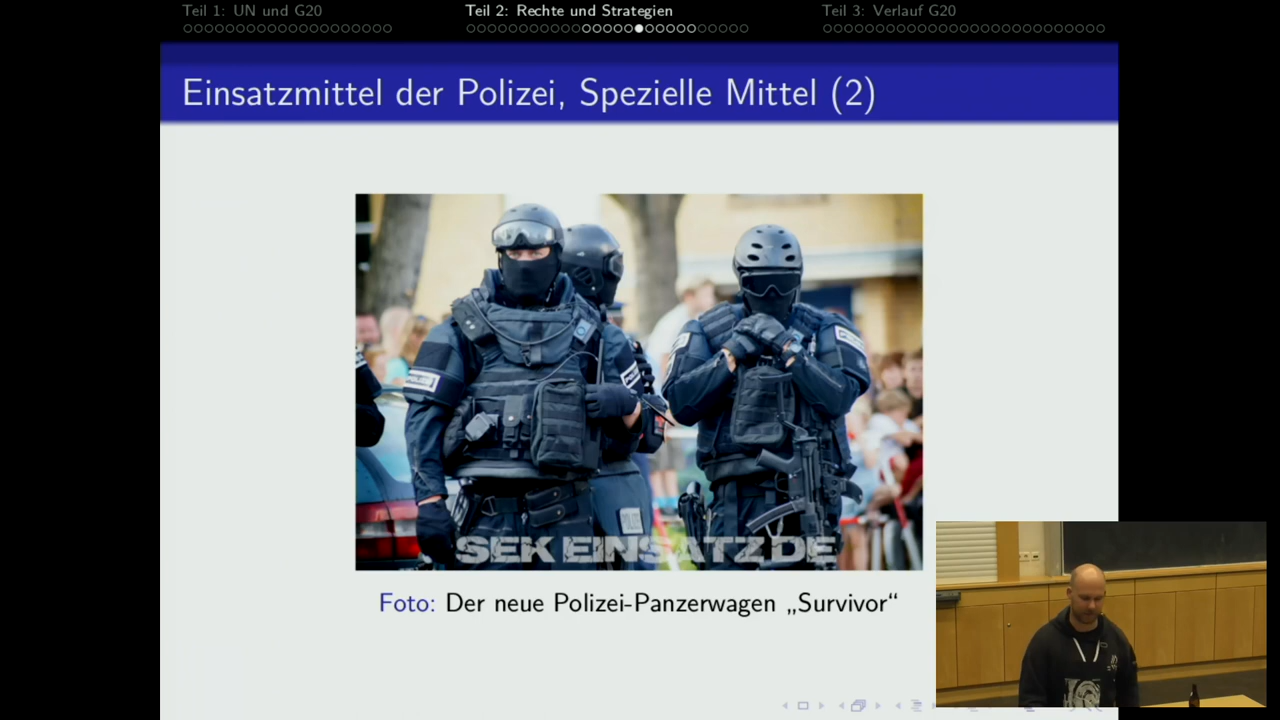 Teil 1: UN und G20
Teil 2: Rechte und Strategien
Teil 3: Verlauf G20
Einsatzmittel der Polizei, Spezielle Mittel (2)
POLIZEI
SEK EINSATZ.DE
Foto: Der neue Polizei-Panzerwagen „Survivor“